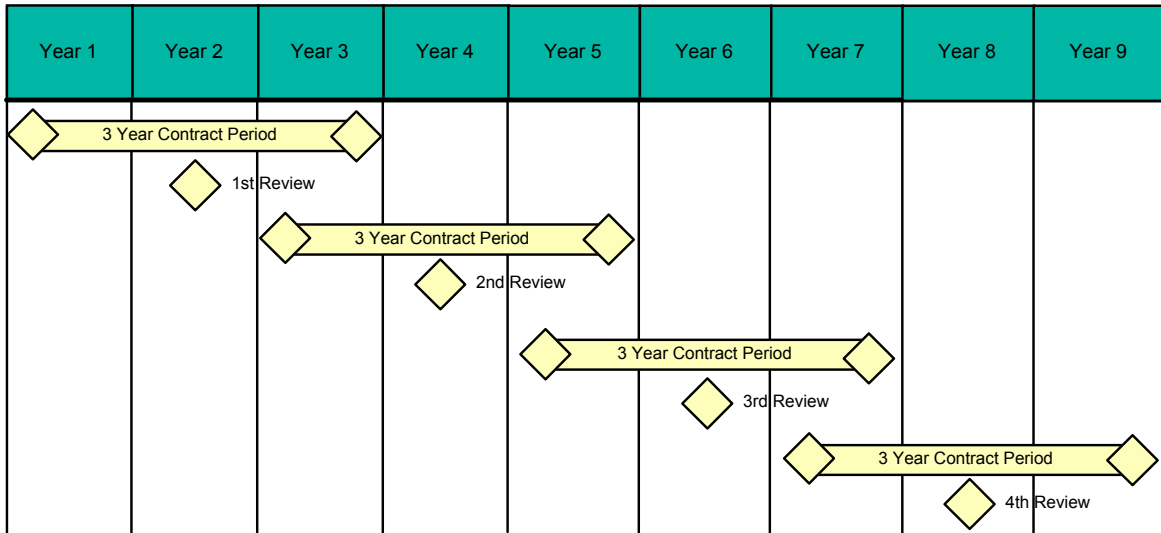 Year 1 Year 2 Year 3 Year 4 Year 5 Year 6 Year 7 Year 8 Year 9
3 Year Contract Period
1st Review
3 Year Contract Period
2nd Review
3 Year Contract Period
3rd Review
3 Year Contract Period
4th Review